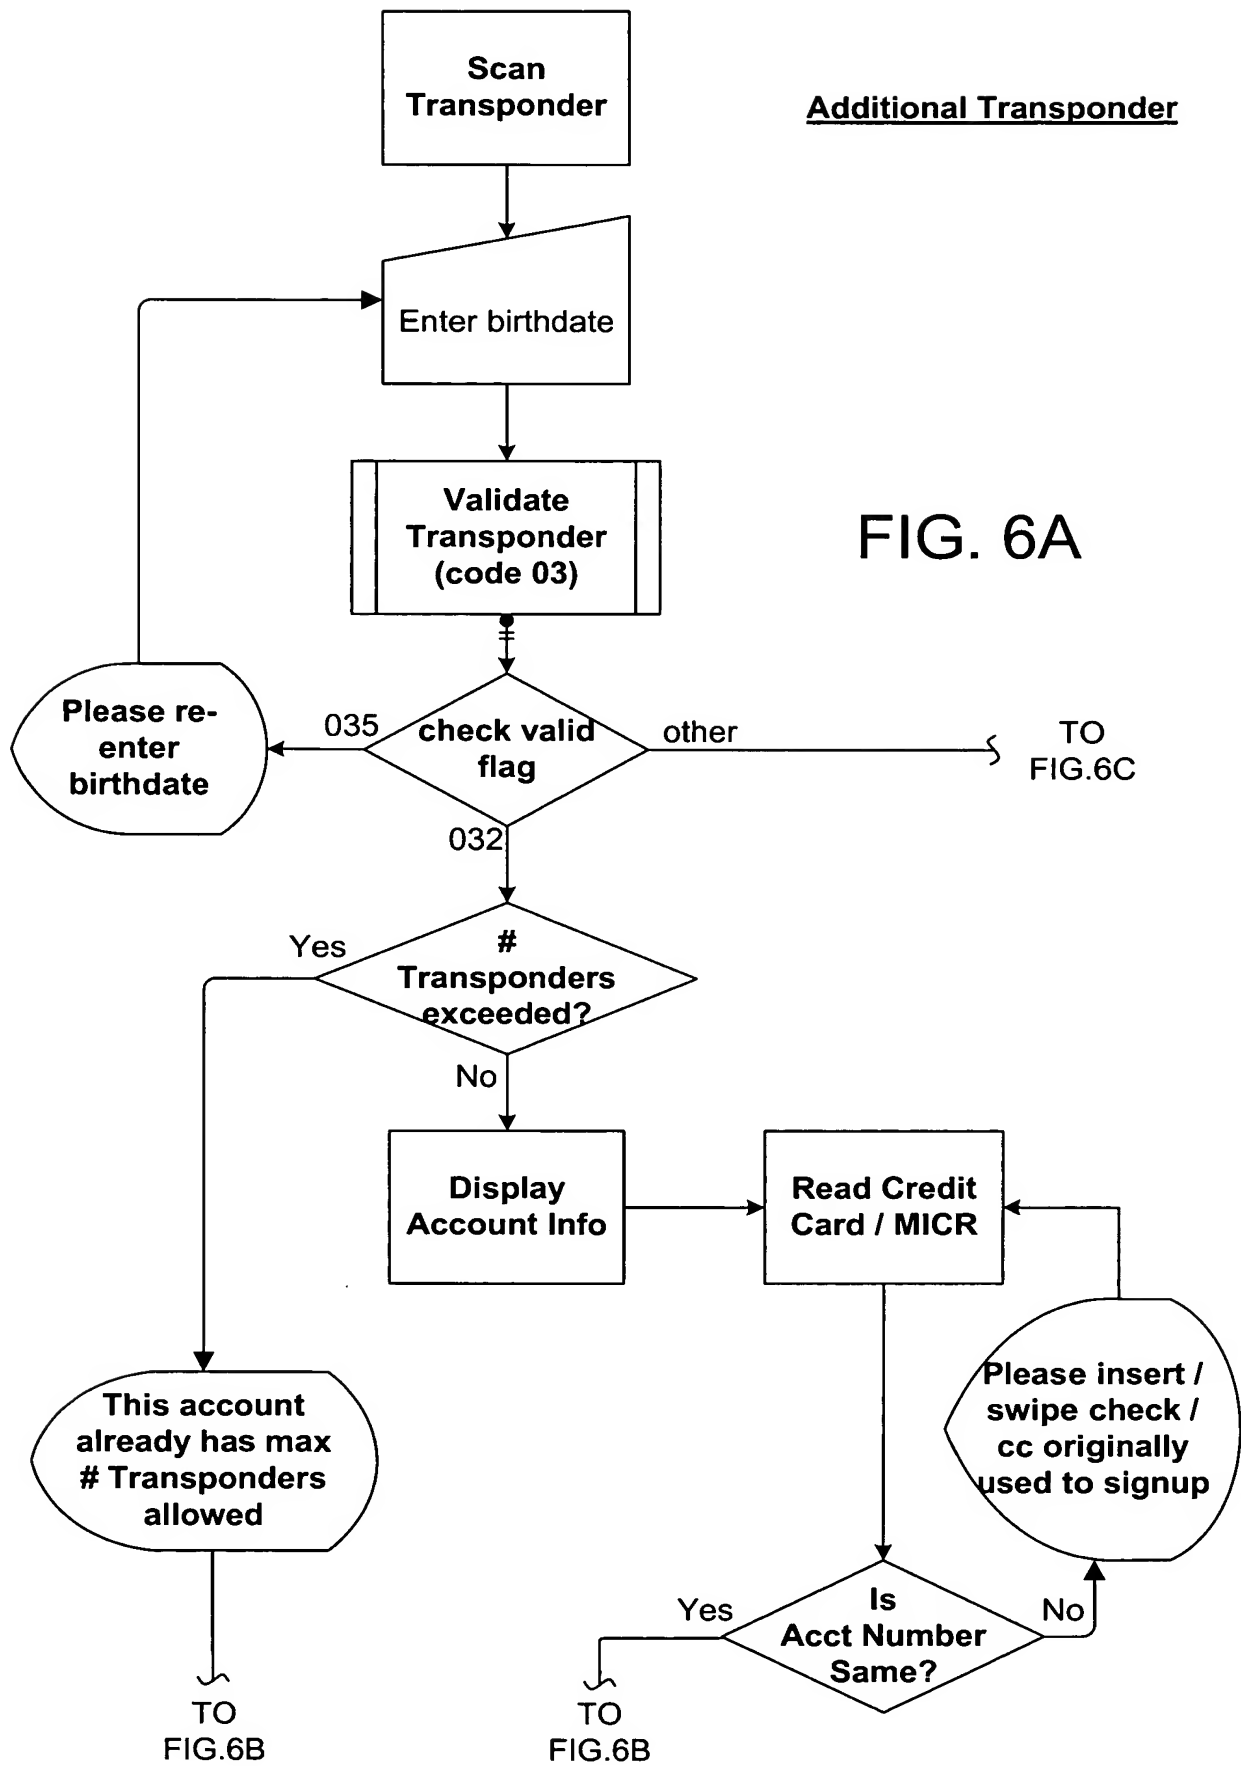 Scan
Transponder
Additional Transponder
Enter birthdate
Validate
Transponder
(code 03)
FIG. 6A
Please re-
enter
birthdate
035
check valid
flag
other
TO
FIG.6C
032
Yes
#
Transponders
exceeded?
No
Display
Account Info
Read Credit
Card / MICR
This account
already has max
# Transponders
allowed
Please insert /
swipe check /
cc originally
used to signup
Yes
Is
Acct Number
Same?
No
TO
FIG.6B
TO
FIG.6B